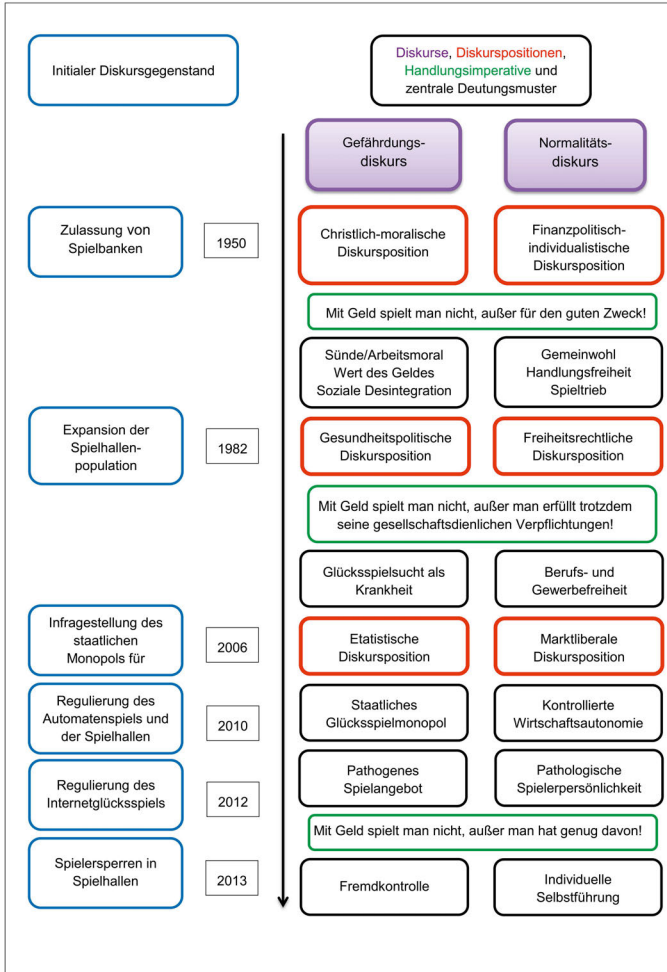 Initialer Diskursgegenstand
Diskurse, Diskurspositionen,
Handlungsimperative und
zentrale Deutungsmuster
Gefährdungs-
diskurs
Normalitäts-
diskurs
Zulassung von
Spielbanken
1950
Christlich-moralische
Diskursposition
Finanzpolitisch-
individualistische
Diskursposition
Mit Geld spielt man nicht, außer für den guten Zweck!
Sünde/Arbeitsmoral
Wert des Geldes
Soziale Desintegration
Gemeinwohl
Handlungsfreiheit
Spieltrieb
Expansion der
Spielhallen-
population
1982
Gesundheitspolitische
Diskursposition
Freiheitsrechtliche
Diskursposition
Mit Geld spielt man nicht, außer man erfüllt trotzdem
seine gesellschaftsdienlichen Verpflichtungen!
Glücksspielsucht als
Krankheit
Berufs- und
Gewerbefreiheit
Infragestellung des
staatlichen
Monopols für
2006
Etatistische
Diskursposition
Marktliberale
Diskursposition
Regulierung des
Automatenspiels und
der Spielhallen
2010
Staatliches
Glücksspielmonopol
Kontrollierte
Wirtschaftsautonomie
Regulierung des
Internetglücksspiels
2012
Pathogenes
Spielangebot
Pathologische
Spielerpersönlichkeit
Mit Geld spielt man nicht, außer man hat genug davon!
Spielersperren in
Spielhallen
2013
Fremdkontrolle
Individuelle
Selbstführung